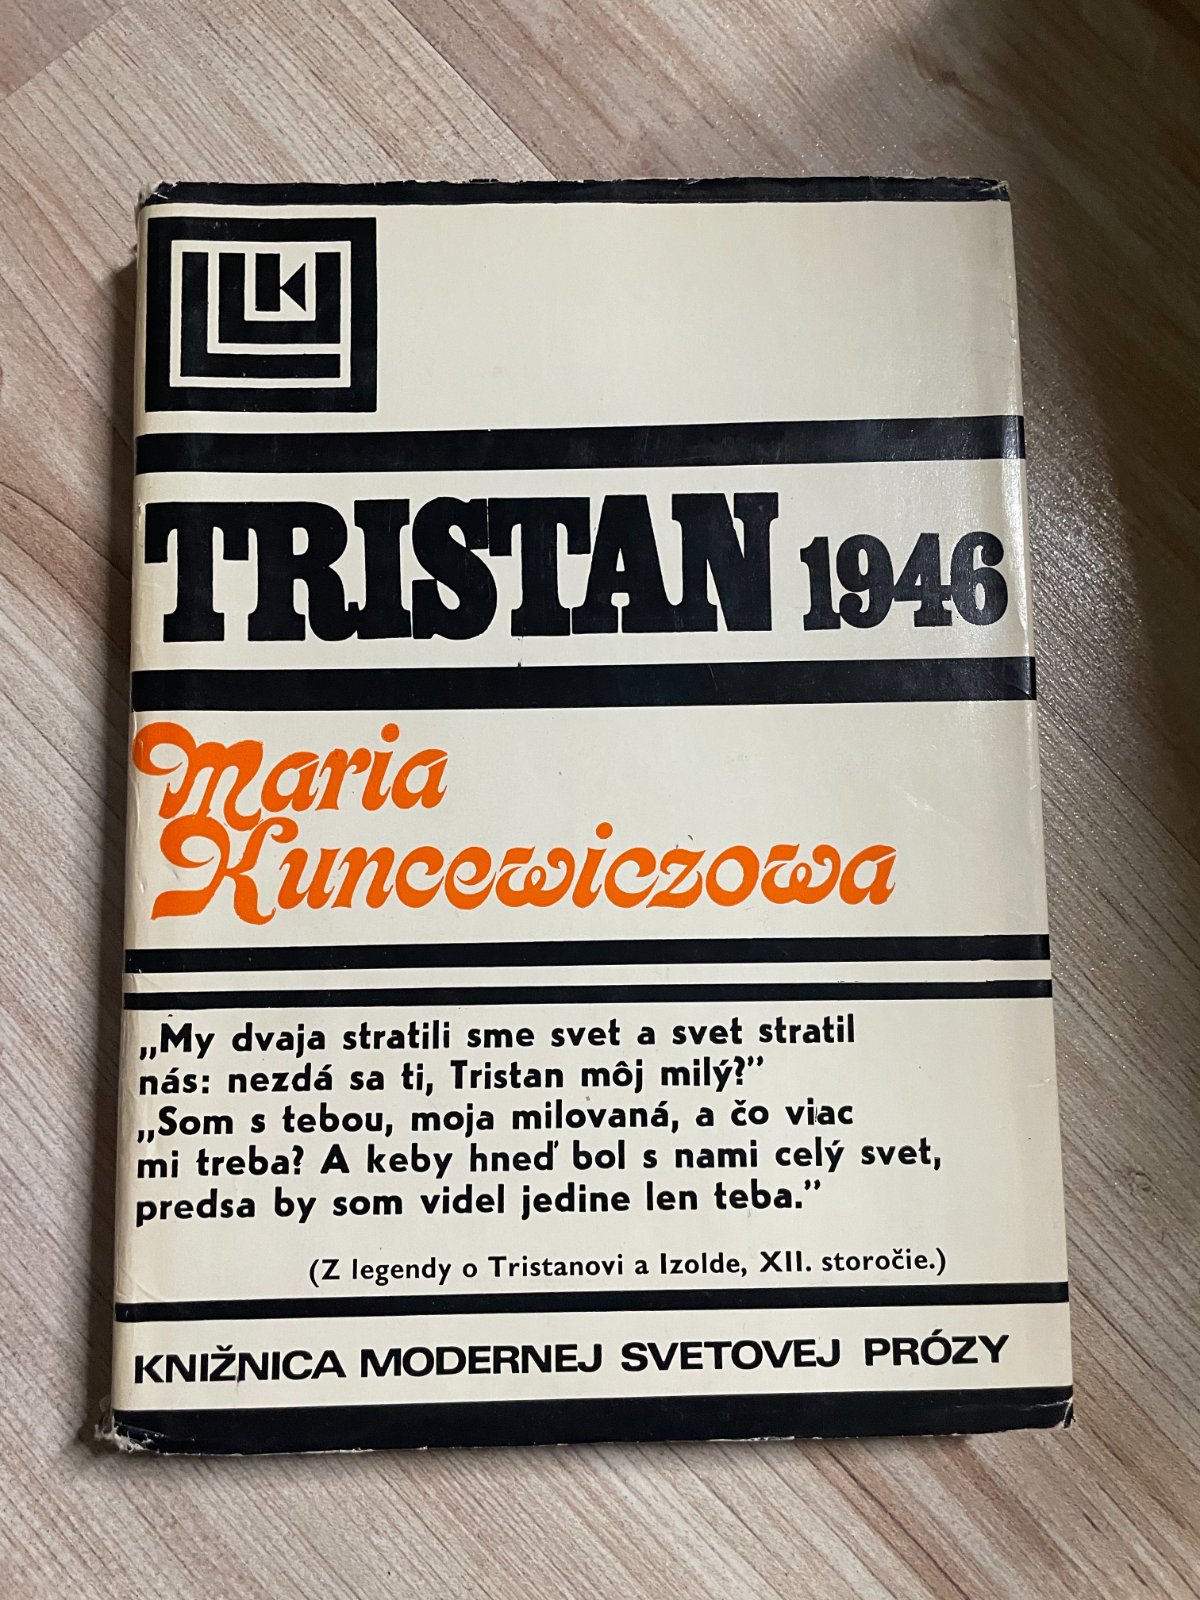 K
TRISTAN 1946
Maria
Kuncewiczowa
„My dvaja stratili sme svet a svet stratil
nás: nezdá sa ti, Tristan môj milý?”
„Som s tebou, moja milovaná, a čo viac
mi treba? A keby hneď bol s nami celý svet,
predsa by som videl jedine len teba.”
(Z legendy o Tristanovi a Izolde, XII. storočie.)
KNIŽNICA MODERNEJ SVETOVEJ PRÓZY